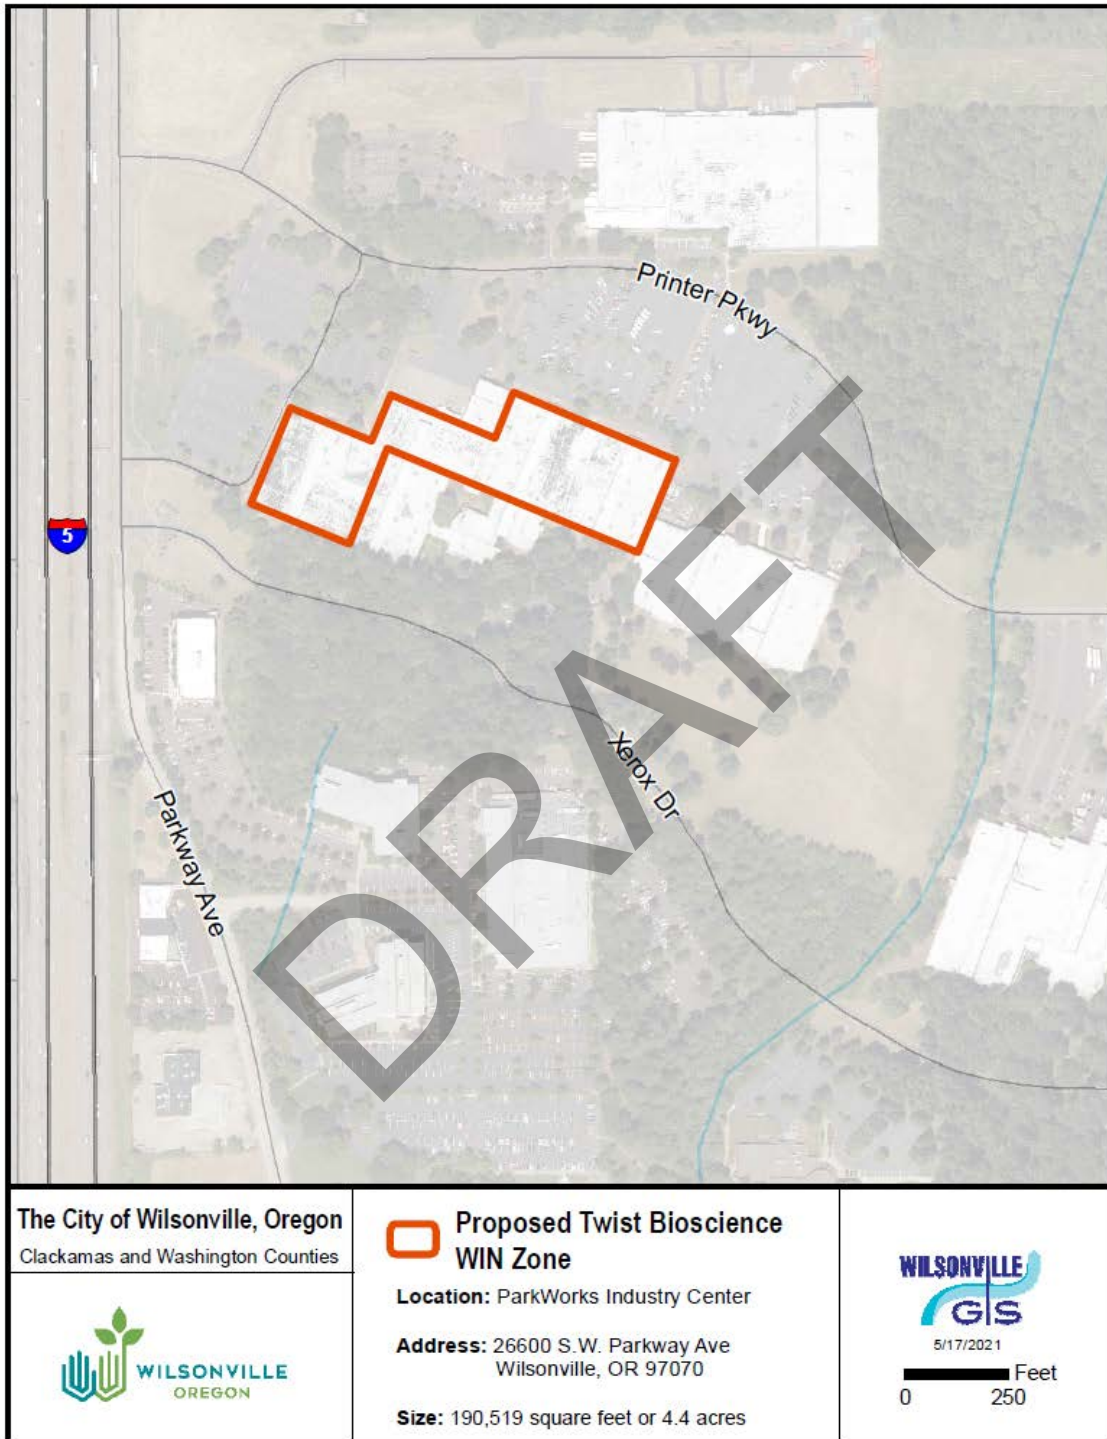 Printer Pkwy
5
Xerox Dr
Parkway Ave
DRAFT
The City of Wilsonville, Oregon
Clackamas and Washington Counties
WILSONVILLE
OREGON
Proposed Twist Bioscience
WIN Zone
Location: ParkWorks Industry Center
Address: 26600 S.W. Parkway Ave
Wilsonville, OR 97070
Size: 190,519 square feet or 4.4 acres
WILSONVILLE
GIS
5/17/2021
Feet
0 250